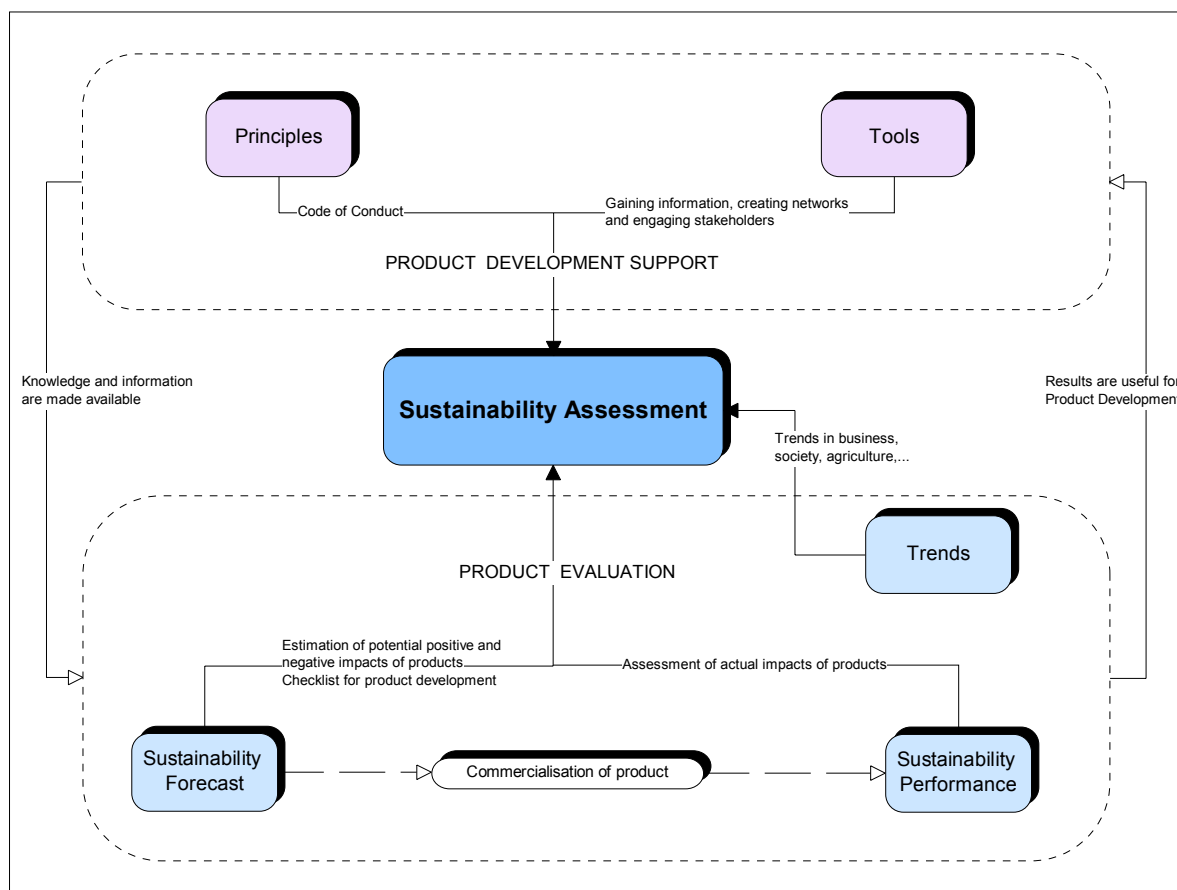 Principles
Tools
Code of Conduct
Gaining information, creating networks
and engaging stakeholders
PRODUCT DEVELOPMENT SUPPORT
Knowledge and information
are made available
Sustainability Assessment
Results are useful for
Product Development
Trends in business,
society, agriculture,...
Trends
PRODUCT EVALUATION
Estimation of potential positive and
negative impacts of products
Checklist for product development
Assessment of actual impacts of products
Sustainability
Forecast
Commercialisation of product
Sustainability
Performance